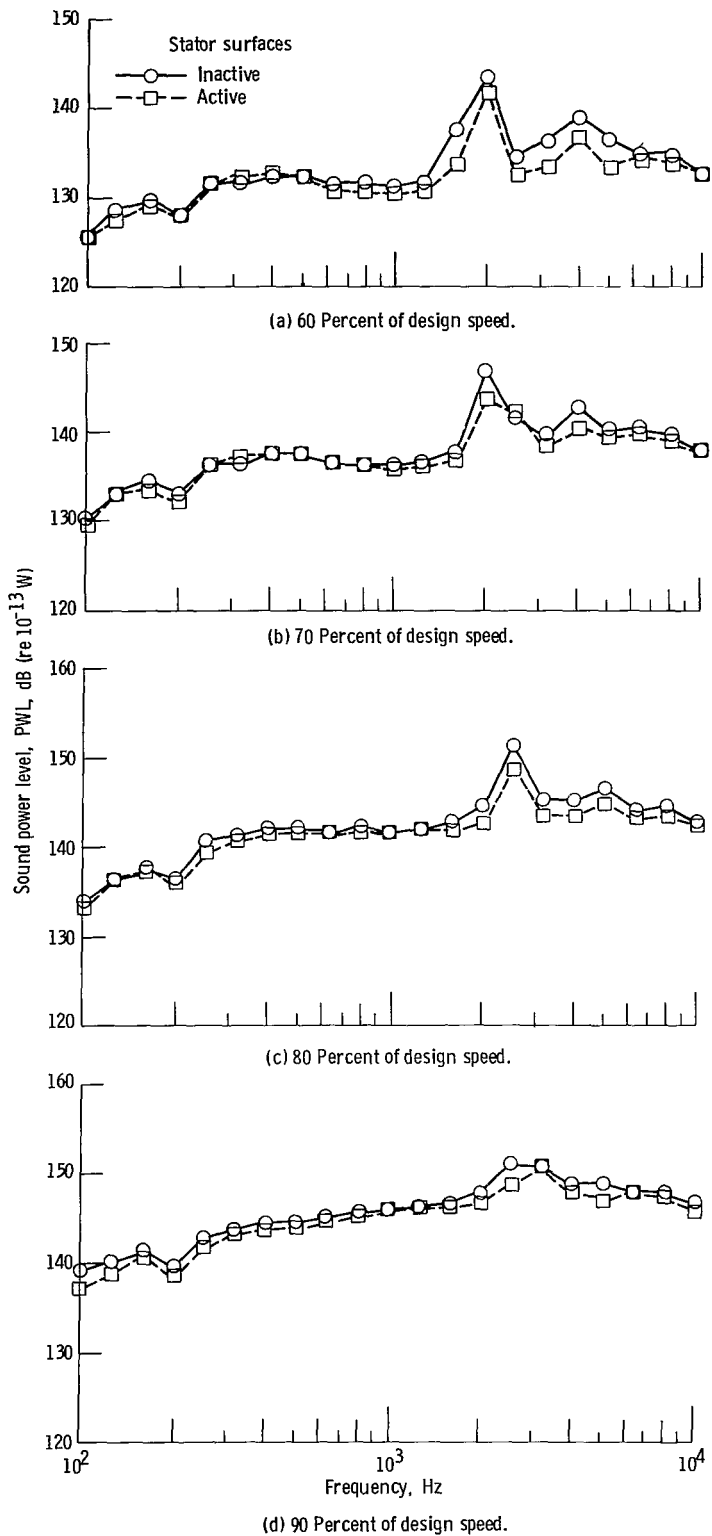 150
Stator surfaces
Inactive
Active
140
130
120
(a) 60 Percent of design speed.
150
140
130
120
(b) 70 Percent of design speed.
Sound power level, PWL, dB (re 10⁻¹³ W)
160
150
140
130
120
(c) 80 Percent of design speed.
160
150
140
130
120
10² 10³ 10⁴
Frequency, Hz
(d) 90 Percent of design speed.